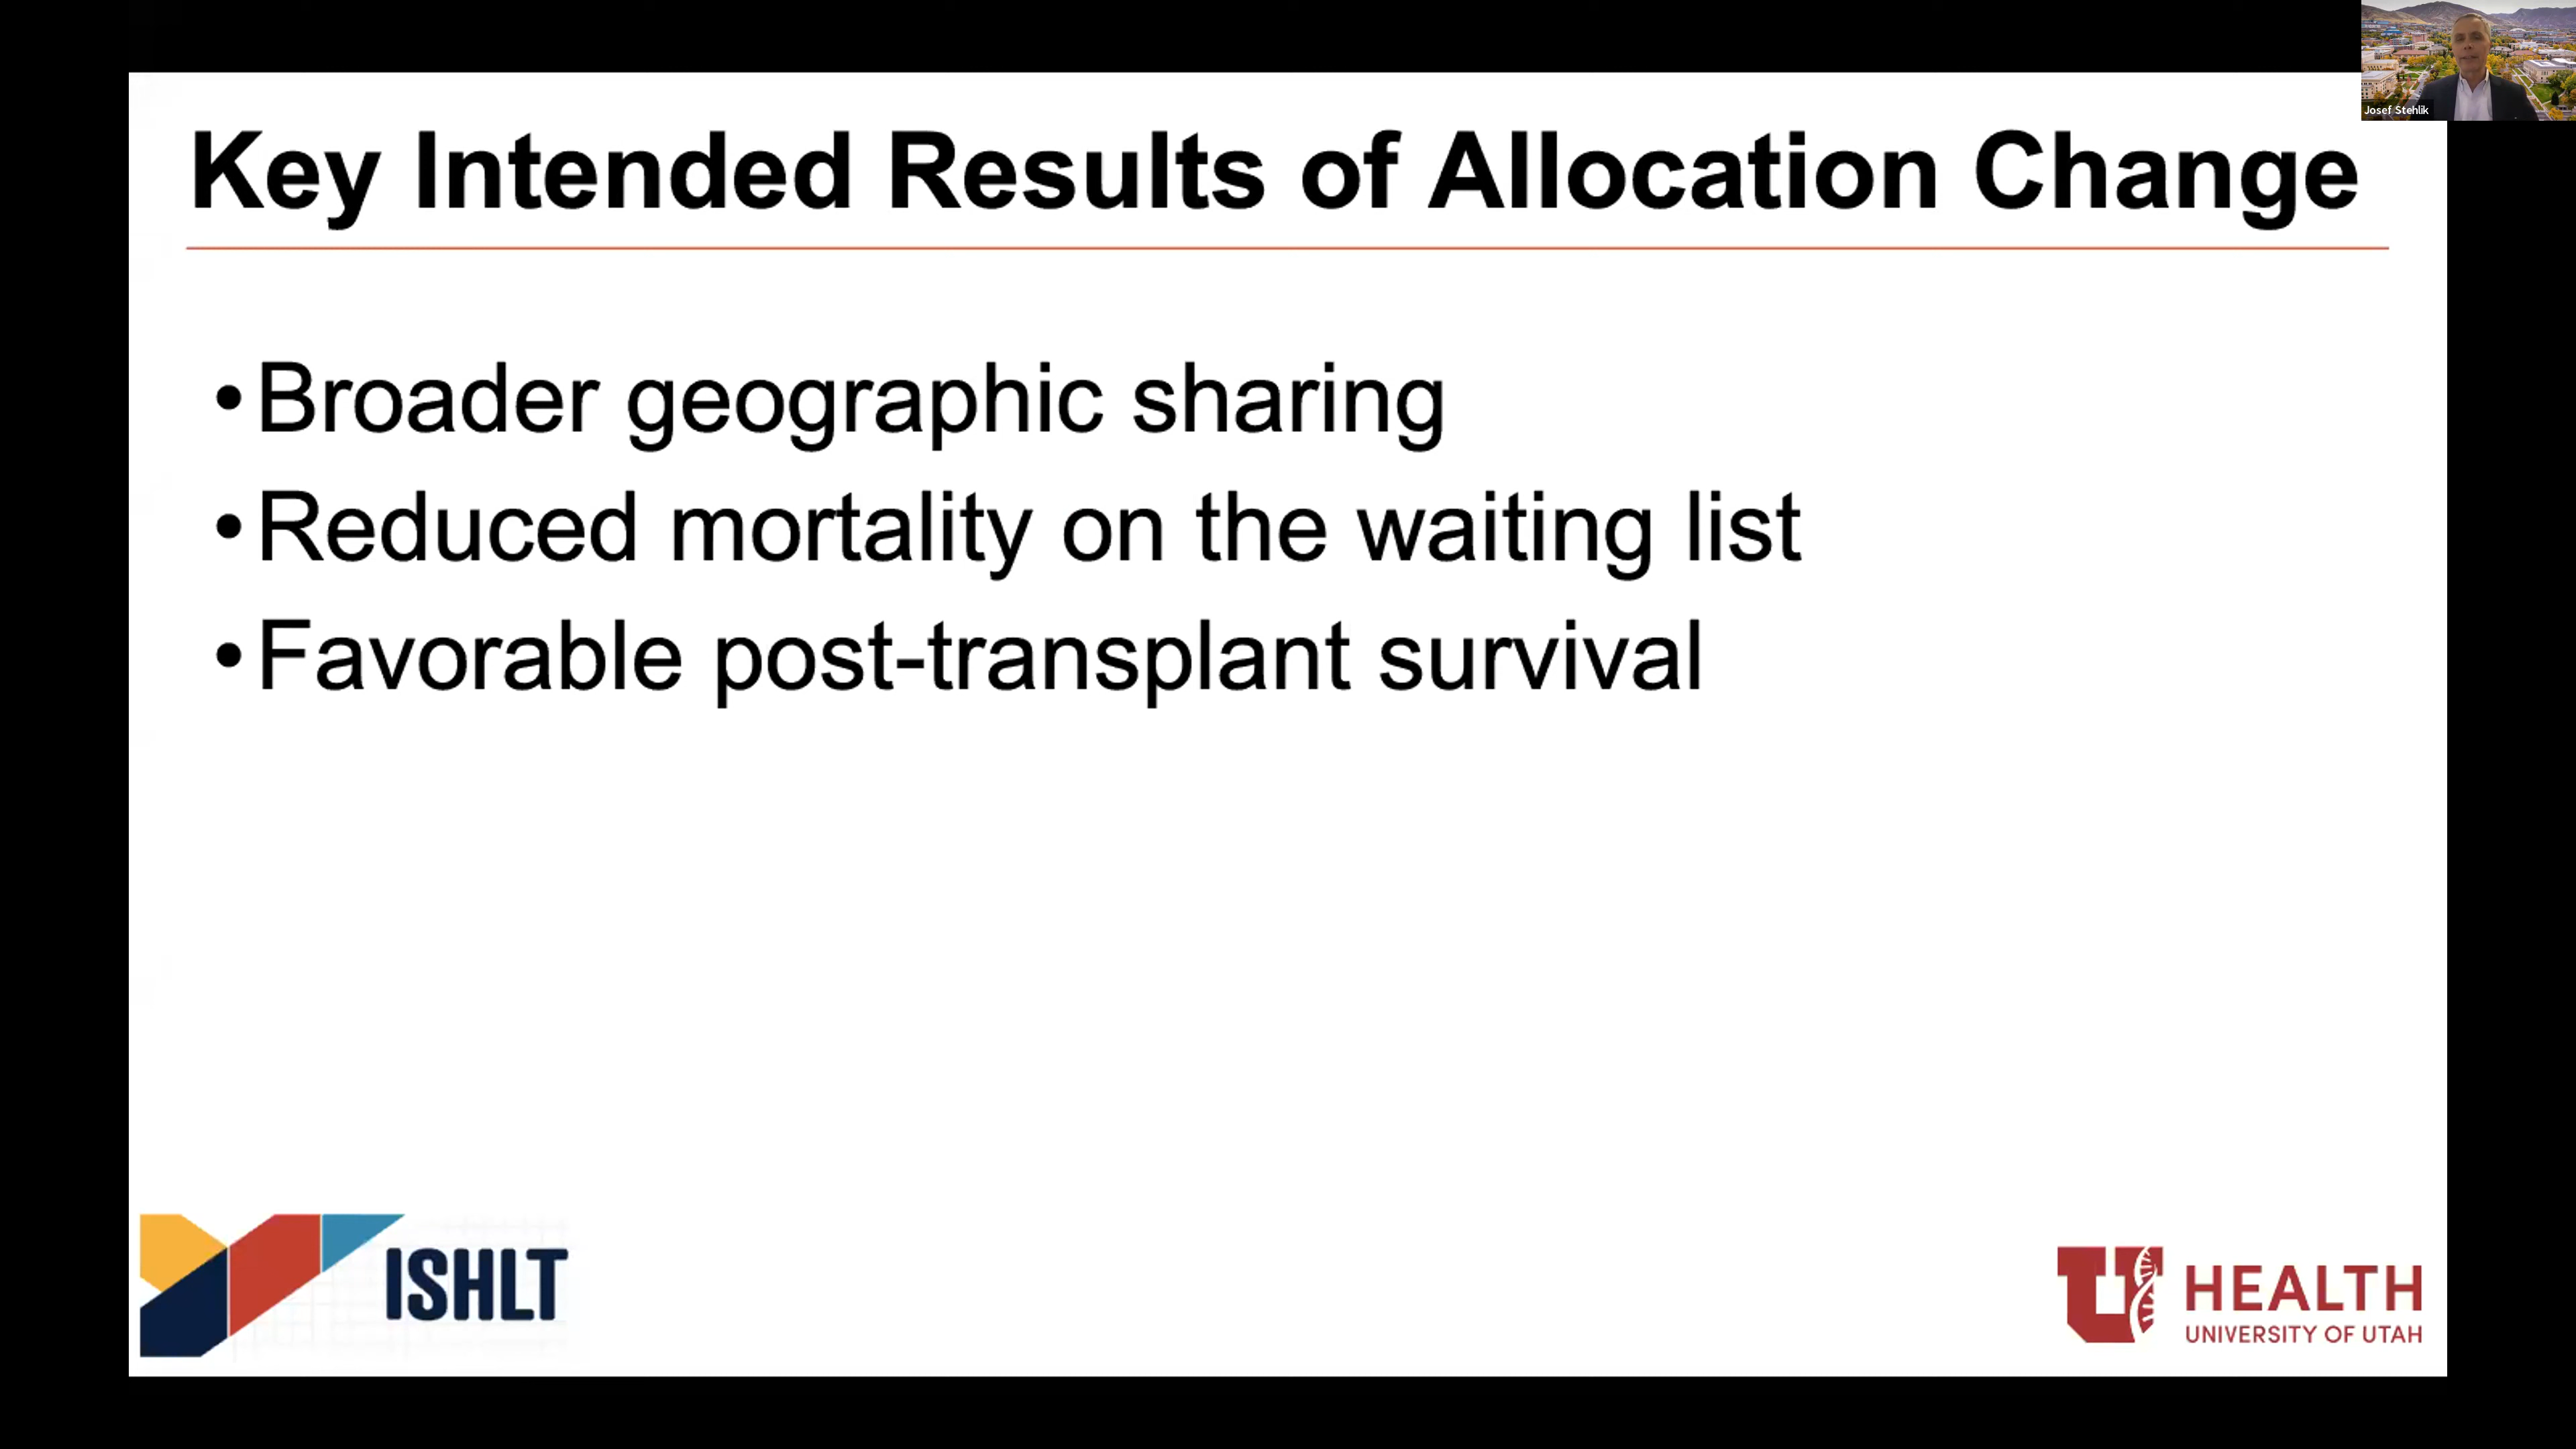 Josef Stehlik
Key Intended Results of Allocation Change
•Broader geographic sharing
•Reduced mortality on the waiting list
•Favorable post-transplant survival
ISHLT
U HEALTH
UNIVERSITY OF UTAH